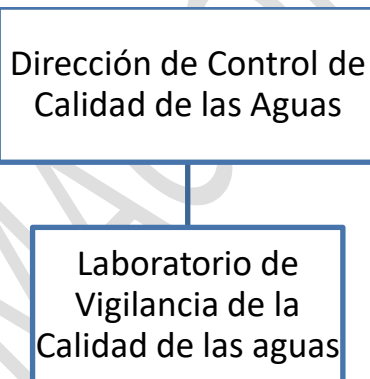 Dirección de Control de
Calidad de las Aguas
Laboratorio de
Vigilancia de la
Calidad de las aguas